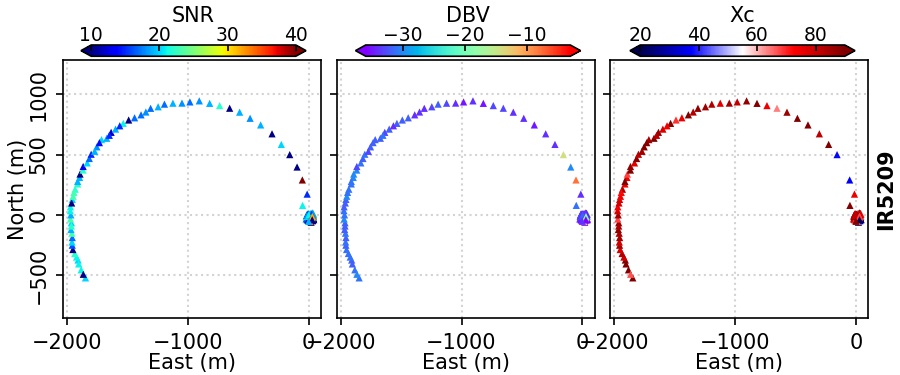 SNR DBV Xc
10 20 30 40 −30 −20 −10 20 40 60 80
1000
500
0
−500
North (m)
IR5209
−2000 −1000 0 −2000 −1000 0 −2000 −1000 0
East (m) East (m) East (m)